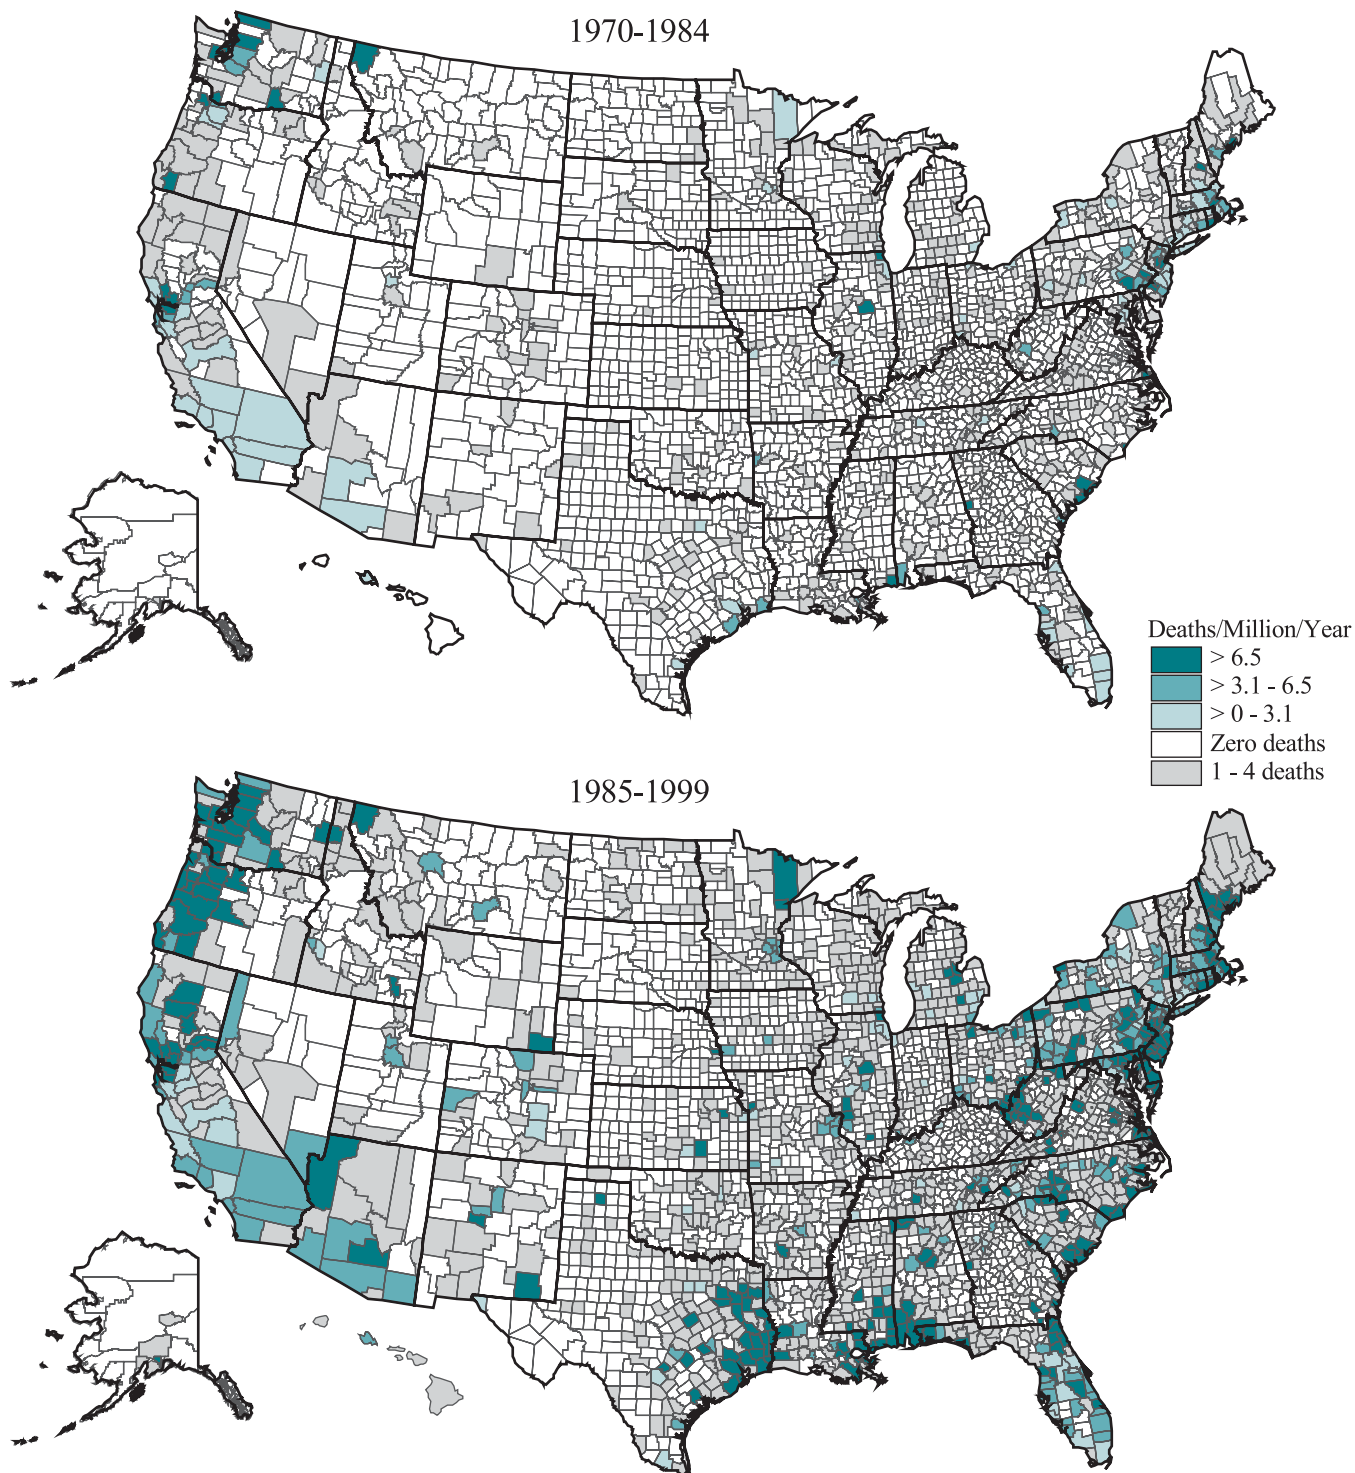 1970-1984
Deaths/Million/Year
> 6.5
> 3.1 - 6.5
> 0 - 3.1
Zero deaths
1 - 4 deaths
1985-1999